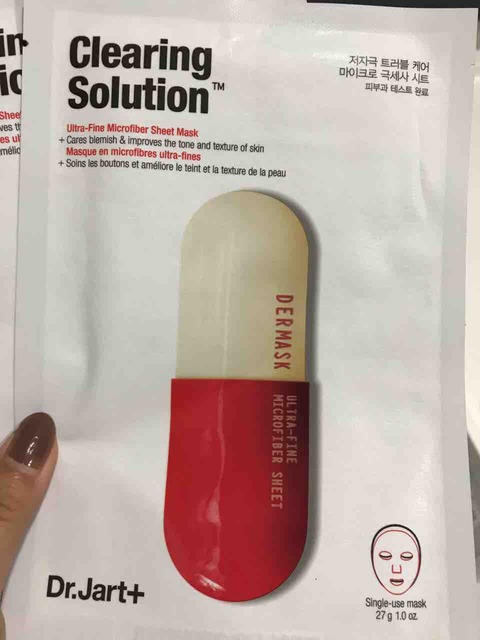 Clearing
Solution™
저자극 트러블 케어
마이크로 극세사 시트
피부과 테스트 완료
Ultra-Fine Microfiber Sheet Mask
+ Cares blemish & improves the tone and texture of skin
Masque en microfibres ultra-fines
+ Soins les boutons et améliore le teint et la texture de la peau
DERMASK
ULTRA-FINE
MICROFIBER SHEET
Dr.Jart+
Single-use mask
27 g 1.0 oz.